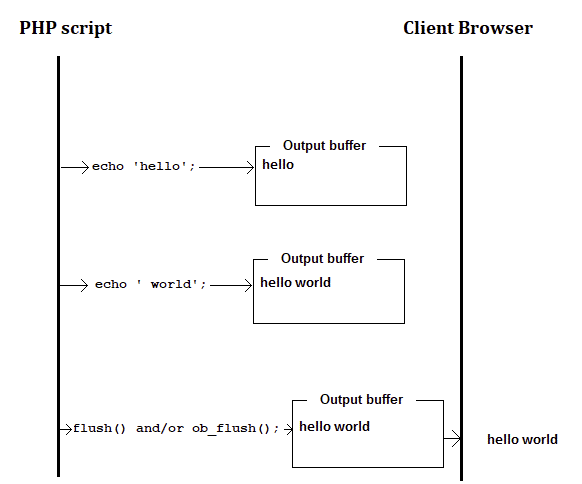 PHP script
Client Browser
Output buffer
echo 'hello';
hello
Output buffer
echo ' world';
hello world
Output buffer
flush() and/or ob_flush();
hello world
hello world